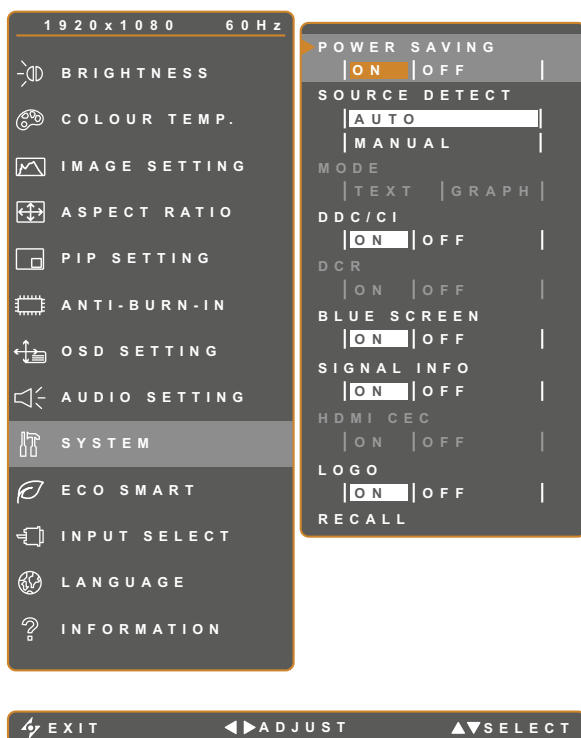 1920x1080 60Hz
BRIGHTNESS
COLOUR TEMP.
IMAGE SETTING
ASPECT RATIO
PIP SETTING
ANTI-BURN-IN
OSD SETTING
AUDIO SETTING
SYSTEM
ECO SMART
INPUT SELECT
LANGUAGE
INFORMATION
POWER SAVING
ON OFF
SOURCE DETECT
AUTO
MANUAL
MODE
TEXT GRAPH
DDC/CI
ON OFF
DCR
ON OFF
BLUE SCREEN
ON OFF
SIGNAL INFO
ON OFF
HDMI CEC
ON OFF
LOGO
ON OFF
RECALL
EXIT ADJUST SELECT